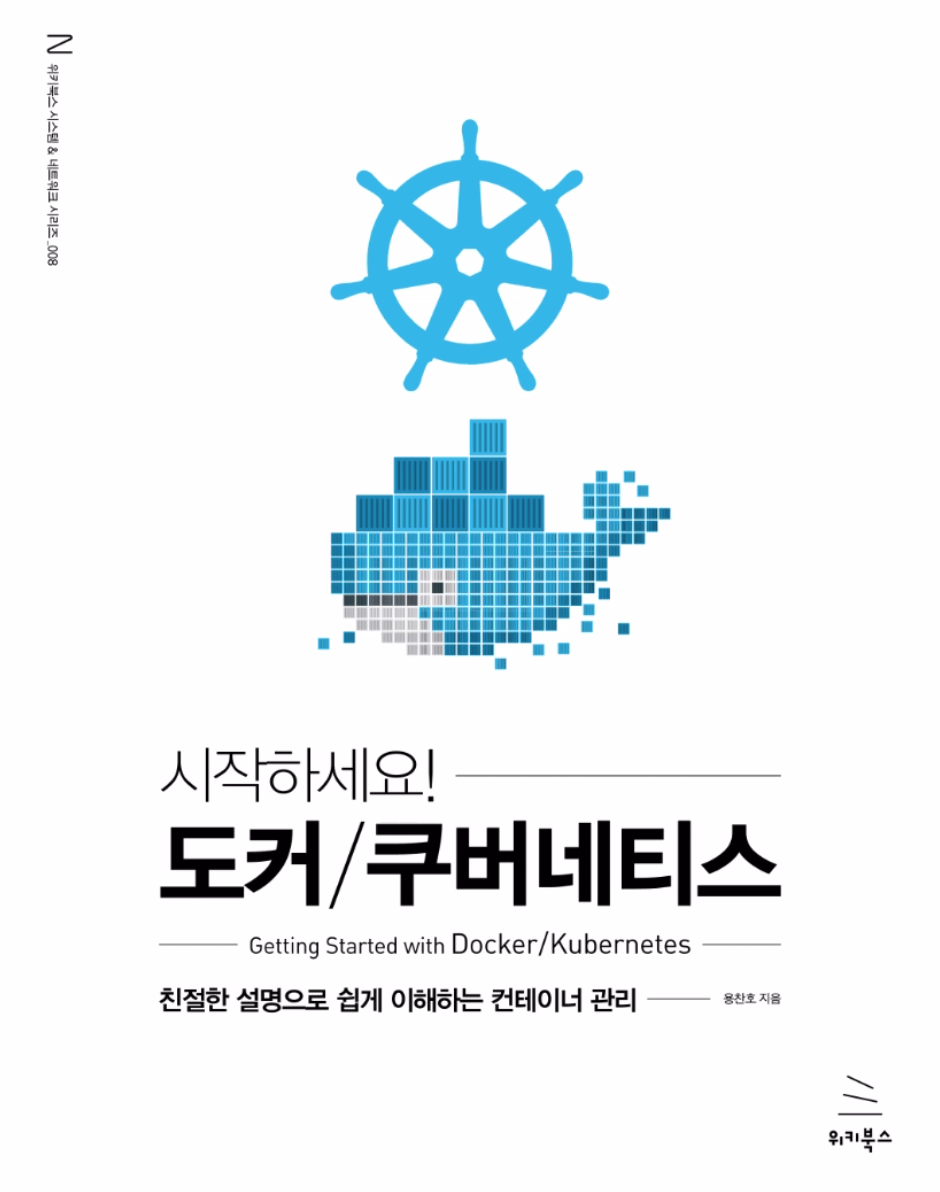 위키북스 시스템 & 네트워크 시리즈_008
시작하세요!
도커/쿠버네티스
Getting Started with Docker/Kubernetes
친절한 설명으로 쉽게 이해하는 컨테이너 관리
용찬호 지음
위키북스